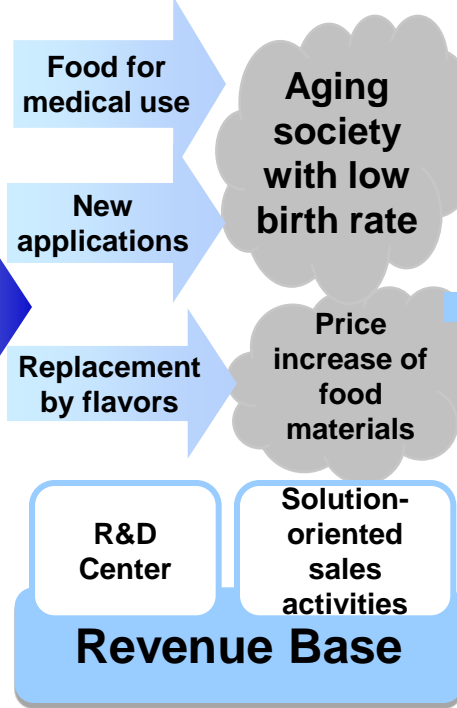 Food for
medical use
Aging
society
with low
birth rate
New
applications
Replacement
by flavors
Price
increase of
food
materials
R&D
Center
Solution-
oriented
sales
activities
Revenue Base